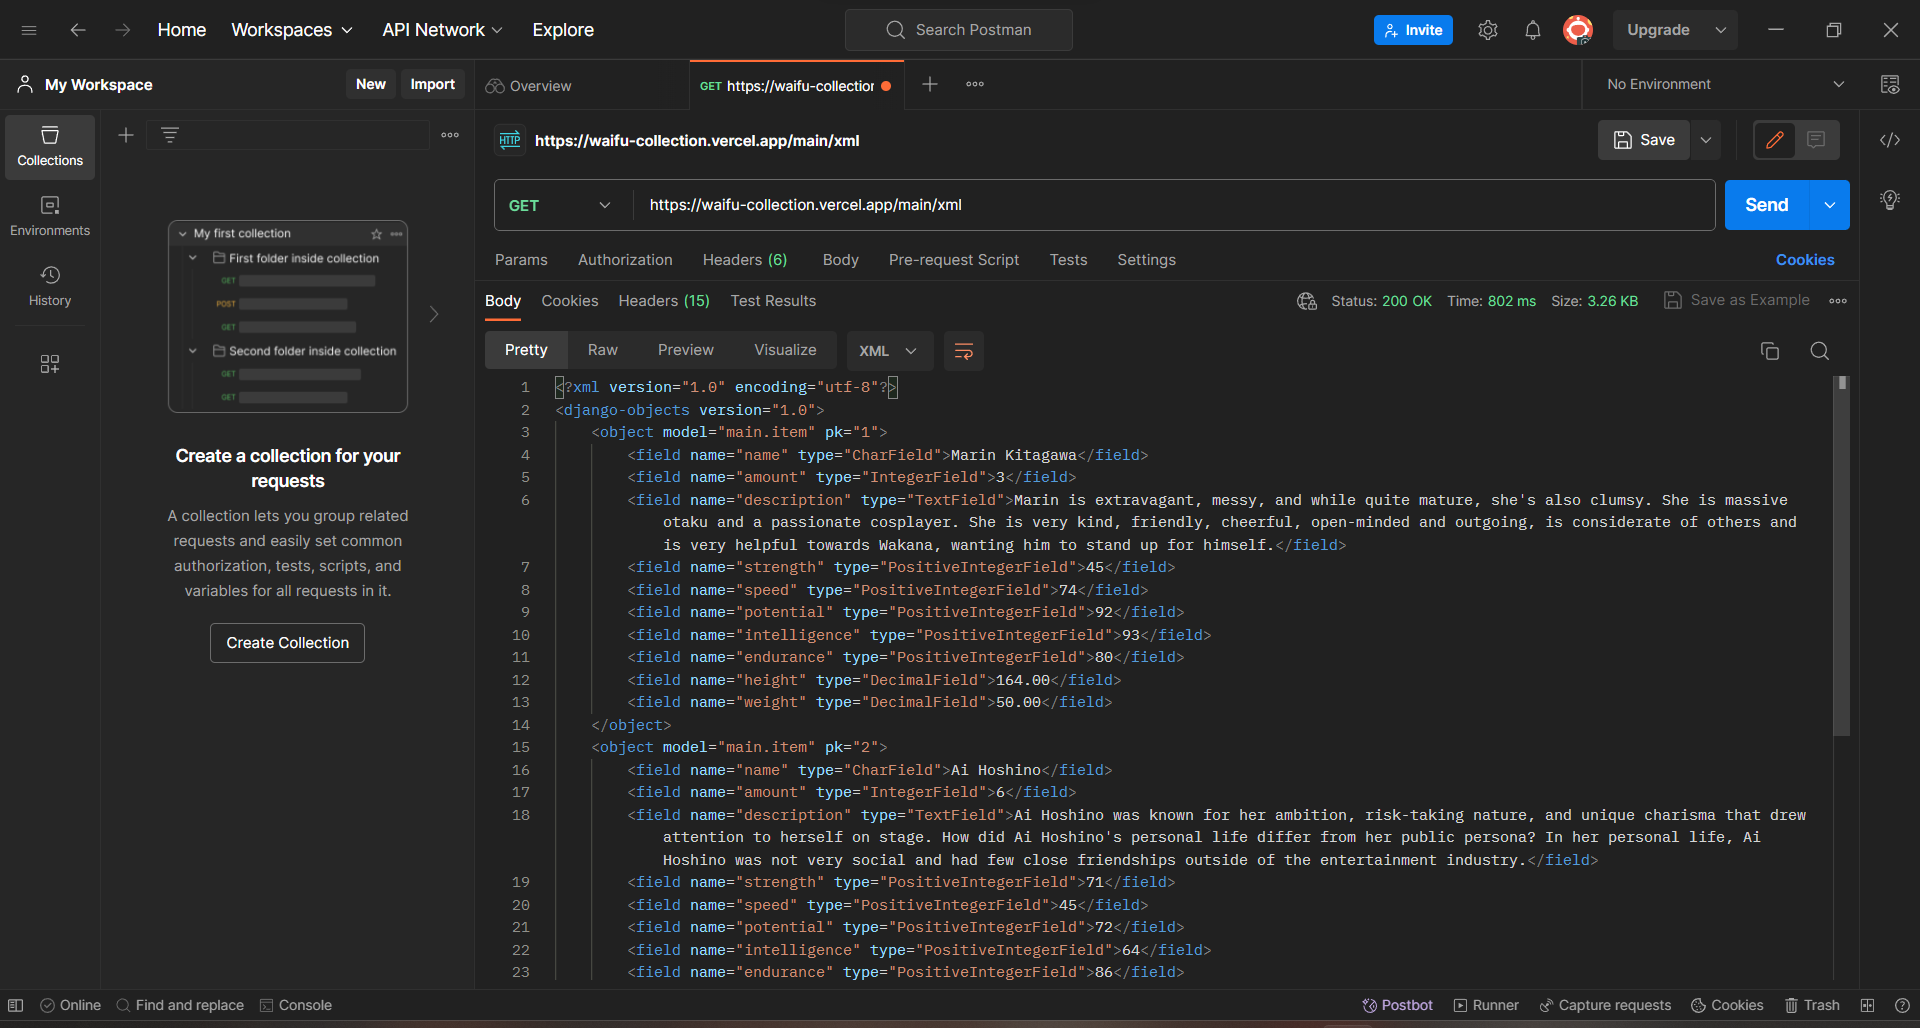 Home
Workspaces
API Network
Explore
Search Postman
Invite
Upgrade
My Workspace
New
Import
Overview
GET https://waifu-collection
No Environment
Collections
Environments
History
My first collection
First folder inside collection
GET
POST
GET
Second folder inside collection
GET
GET
Create a collection for your
requests
A collection lets you group related
requests and easily set common
authorization, tests, scripts, and
variables for all requests in it.
Create Collection
HTTP https://waifu-collection.vercel.app/main/xml
Save
GET
https://waifu-collection.vercel.app/main/xml
Send
Params
Authorization
Headers (6)
Body
Pre-request Script
Tests
Settings
Cookies
Body
Cookies
Headers (15)
Test Results
Status: 200 OK
Time: 802 ms
Size: 3.26 KB
Save as Example
Pretty
Raw
Preview
Visualize
XML
1 <?xml version="1.0" encoding="utf-8"?>
2 <django-objects version="1.0">
3 <object model="main.item" pk="1">
4 <field name="name" type="CharField">Marin Kitagawa</field>
5 <field name="amount" type="IntegerField">3</field>
6 <field name="description" type="TextField">Marin is extravagant, messy, and while quite mature, she's also clumsy. She is massive
otaku and a passionate cosplayer. She is very kind, friendly, cheerful, open-minded and outgoing, is considerate of others and
is very helpful towards Wakana, wanting him to stand up for himself.</field>
7 <field name="strength" type="PositiveIntegerField">45</field>
8 <field name="speed" type="PositiveIntegerField">74</field>
9 <field name="potential" type="PositiveIntegerField">92</field>
10 <field name="intelligence" type="PositiveIntegerField">93</field>
11 <field name="endurance" type="PositiveIntegerField">80</field>
12 <field name="height" type="DecimalField">164.00</field>
13 <field name="weight" type="DecimalField">50.00</field>
14 </object>
15 <object model="main.item" pk="2">
16 <field name="name" type="CharField">Ai Hoshino</field>
17 <field name="amount" type="IntegerField">6</field>
18 <field name="description" type="TextField">Ai Hoshino was known for her ambition, risk-taking nature, and unique charisma that drew
attention to herself on stage. How did Ai Hoshino's personal life differ from her public persona? In her personal life, Ai
Hoshino was not very social and had few close friendships outside of the entertainment industry.</field>
19 <field name="strength" type="PositiveIntegerField">71</field>
20 <field name="speed" type="PositiveIntegerField">45</field>
21 <field name="potential" type="PositiveIntegerField">72</field>
22 <field name="intelligence" type="PositiveIntegerField">64</field>
23 <field name="endurance" type="PositiveIntegerField">86</field>
Online
Find and replace
Console
Postbot
Runner
Capture requests
Cookies
Trash